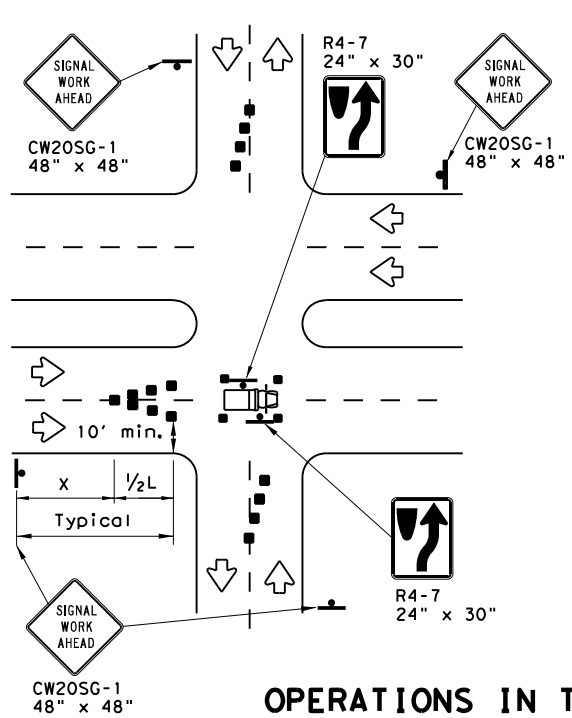 SIGNAL
WORK
AHEAD
CW20SG-1
48" x 48"
R4-7
24" x 30"
SIGNAL
WORK
AHEAD
CW20SG-1
48" x 48"
10' min.
X
½L
Typical
R4-7
24" x 30"
SIGNAL
WORK
AHEAD
CW20SG-1
48" x 48"
OPERATIONS IN T